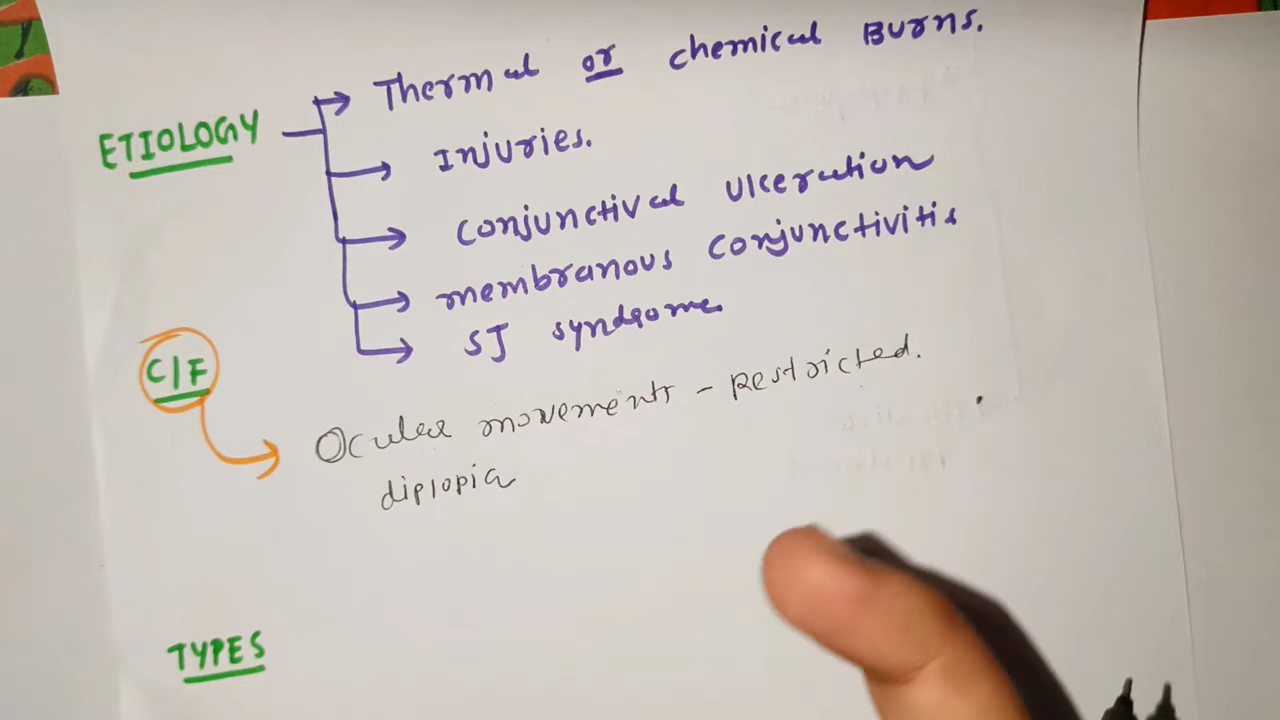 ETIOLOGY
Thermal or chemical Burns.
Injuries.
conjunctival ulceration
membranous conjunctivitis
SJ syndrome
C/F
Ocular movements - Restricted.
diplopia
TYPES